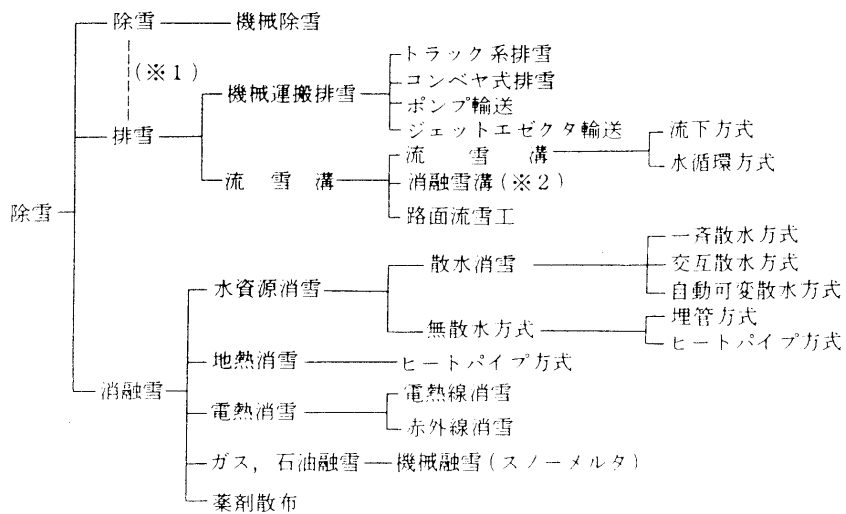 除雪
除雪
機械除雪
(※1)
排雪
機械運搬排雪
トラック系排雪
コンベヤ式排雪
ポンプ輸送
ジェットエゼクタ輸送
流雪溝
流雪溝
流下方式
水循環方式
消融雪溝(※2)
路面流雪工
消融雪
水資源消雪
散水消雪
一斉散水方式
交互散水方式
自動可変散水方式
無散水方式
埋管方式
ヒートパイプ方式
地熱消雪
ヒートパイプ方式
電熱消雪
電熱線消雪
赤外線消雪
ガス，石油融雪
機械融雪(スノーメルタ)
薬剤散布